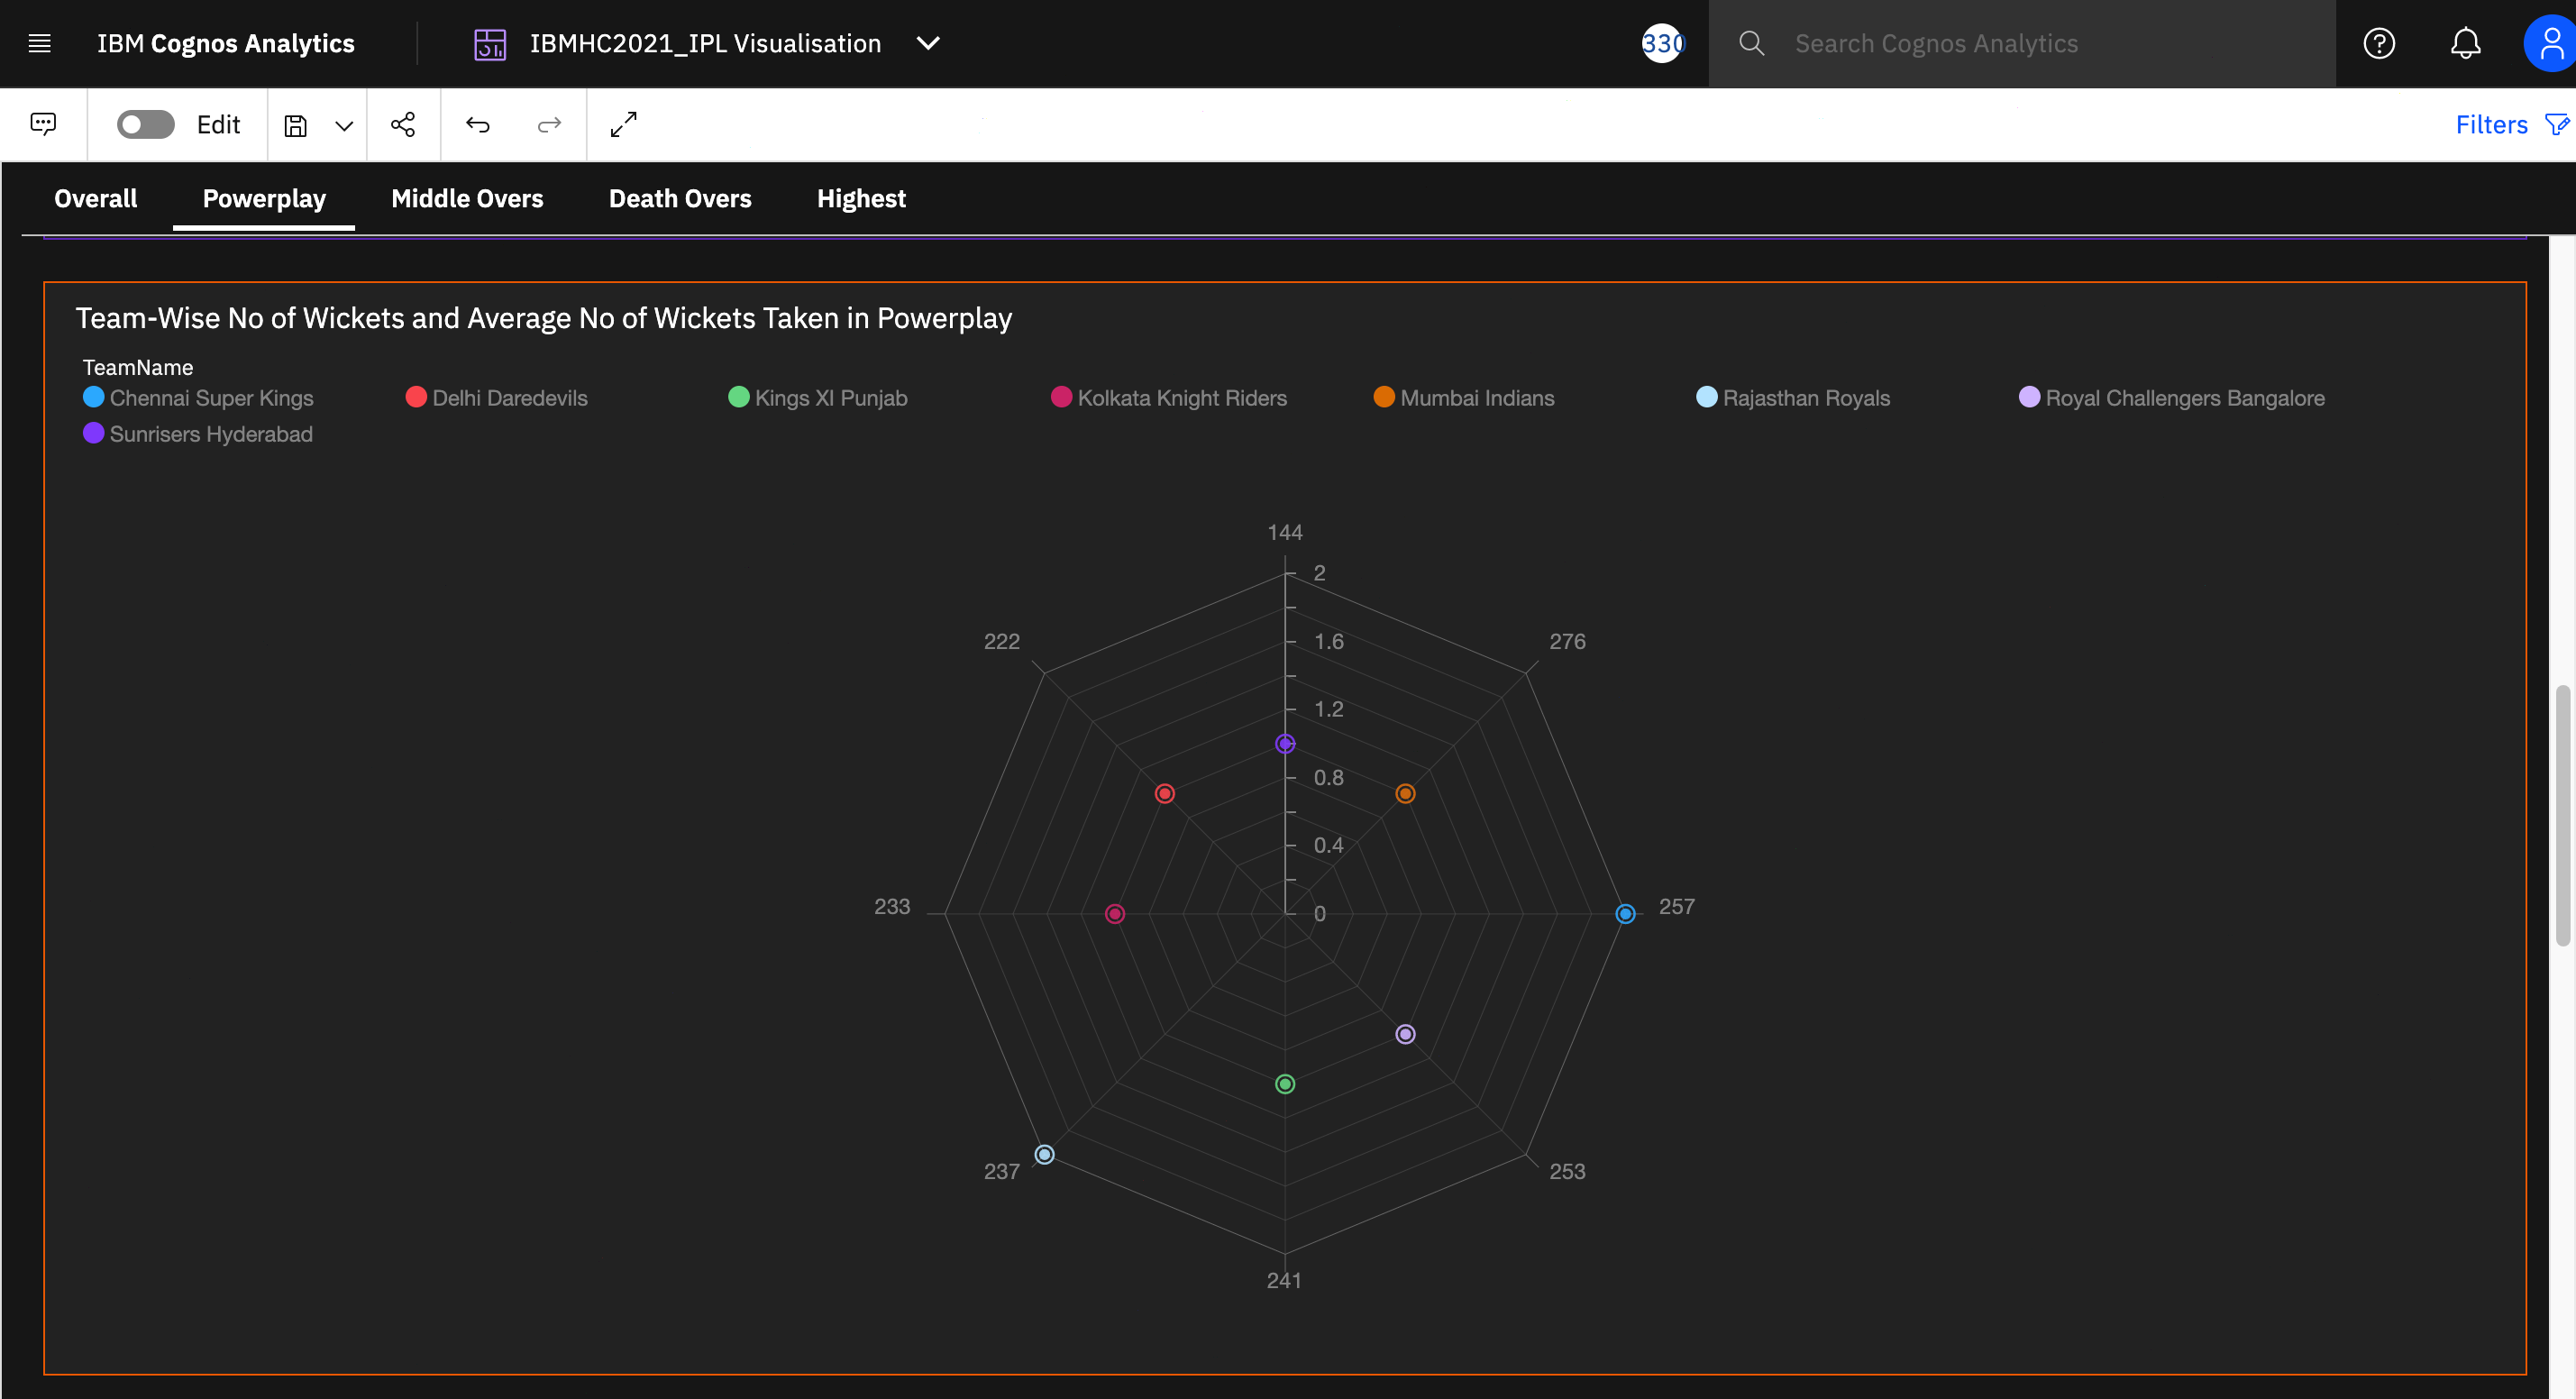 IBM Cognos Analytics IBMHC2021_IPL Visualisation 330 Search Cognos Analytics
Edit Filters
Overall Powerplay Middle Overs Death Overs Highest
Team-Wise No of Wickets and Average No of Wickets Taken in Powerplay
TeamName
Chennai Super Kings Delhi Daredevils Kings XI Punjab Kolkata Knight Riders Mumbai Indians Rajasthan Royals Royal Challengers Bangalore
Sunrisers Hyderabad
144
2
222 1.6 276
1.2
0.8
0.4
233 0 257
237 253
241